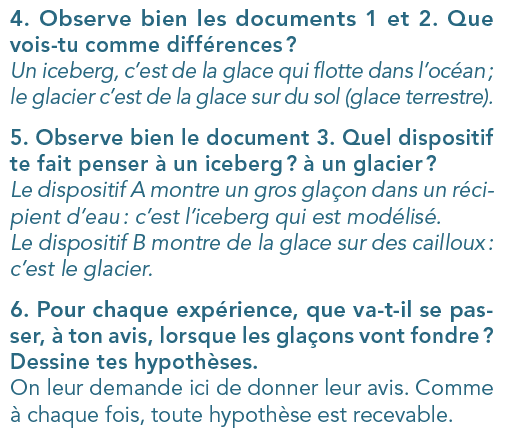 4. Observe bien les documents 1 et 2. Que
vois-tu comme différences ?
Un iceberg, c’est de la glace qui flotte dans l’océan ;
le glacier c’est de la glace sur du sol (glace terrestre).
5. Observe bien le document 3. Quel dispositif
te fait penser à un iceberg ? à un glacier ?
Le dispositif A montre un gros glaçon dans un réci-
pient d’eau : c’est l’iceberg qui est modélisé.
Le dispositif B montre de la glace sur des cailloux :
c’est le glacier.
6. Pour chaque expérience, que va-t-il se pas-
ser, à ton avis, lorsque les glaçons vont fondre ?
Dessine tes hypothèses.
On leur demande ici de donner leur avis. Comme
à chaque fois, toute hypothèse est recevable.